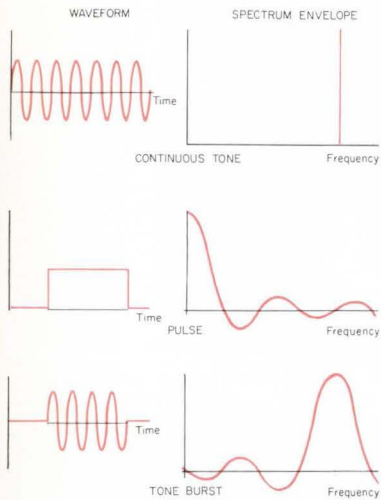 WAVEFORM
SPECTRUM ENVELOPE
Time
CONTINUOUS TONE
Frequency
Time
PULSE
Frequency
Time
TONE BURST
Frequency